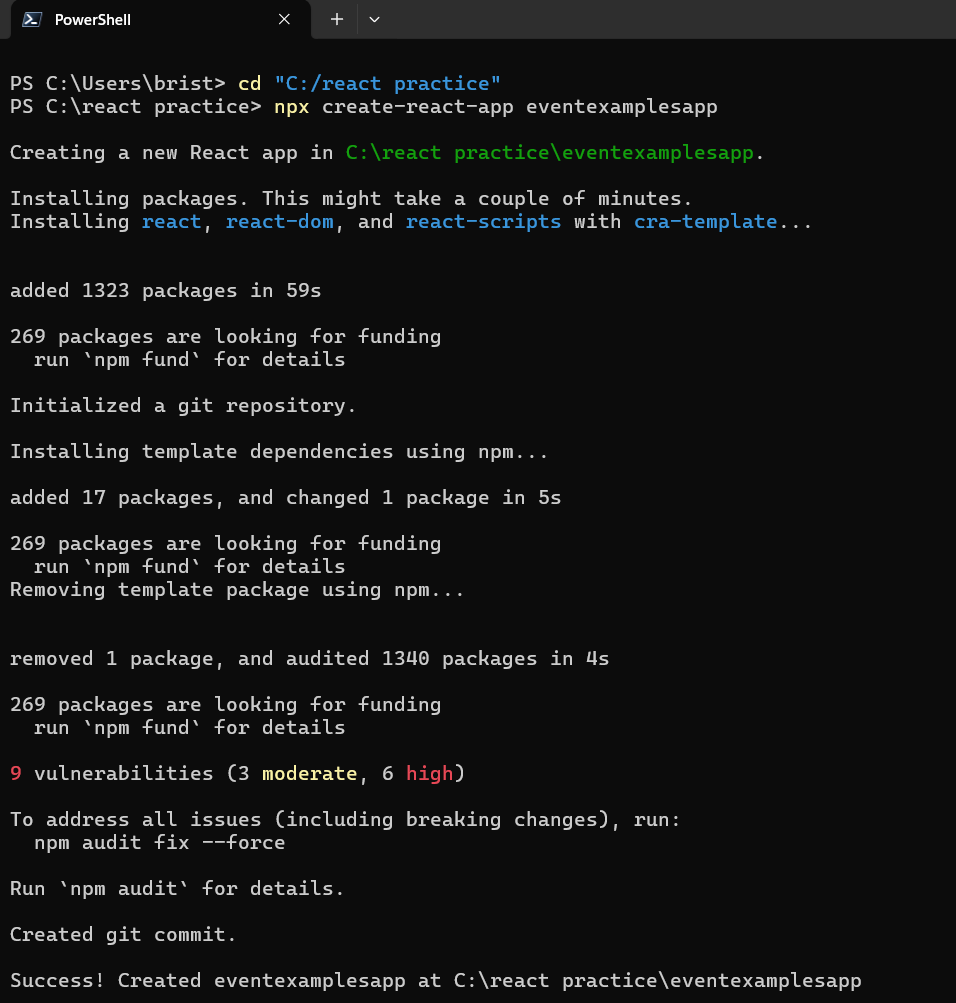 PowerShell
PS C:\Users\brist> cd "C:/react practice"
PS C:\react practice> npx create-react-app eventexamplesapp
Creating a new React app in C:\react practice\eventexamplesapp.
Installing packages. This might take a couple of minutes.
Installing react, react-dom, and react-scripts with cra-template...
added 1323 packages in 59s
269 packages are looking for funding
  run `npm fund` for details
Initialized a git repository.
Installing template dependencies using npm...
added 17 packages, and changed 1 package in 5s
269 packages are looking for funding
  run `npm fund` for details
Removing template package using npm...
removed 1 package, and audited 1340 packages in 4s
269 packages are looking for funding
  run `npm fund` for details
9 vulnerabilities (3 moderate, 6 high)
To address all issues (including breaking changes), run:
  npm audit fix --force
Run `npm audit` for details.
Created git commit.
Success! Created eventexamplesapp at C:\react practice\eventexamplesapp